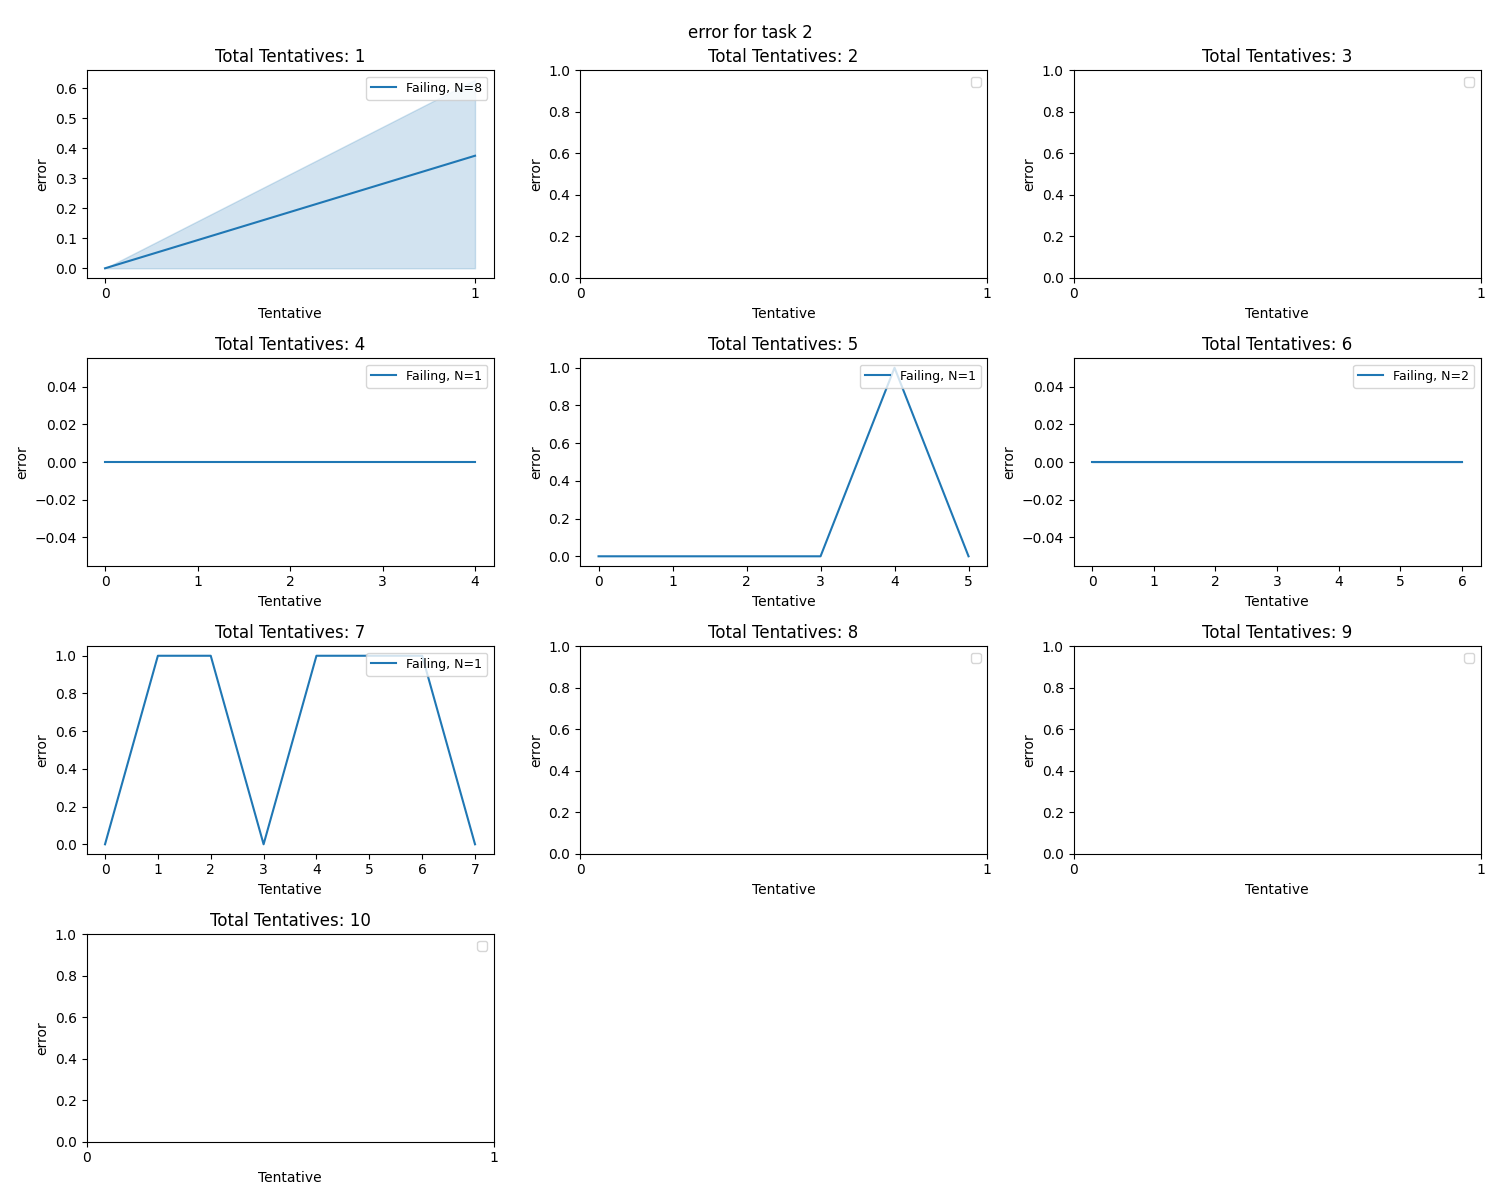 error for task 2
Total Tentatives: 1
0.6
0.5
0.4
0.3
0.2
0.1
0.0
error
Failing, N=8
0 1
Tentative
Total Tentatives: 2
1.0
0.8
0.6
0.4
0.2
0.0
error
0 1
Tentative
Total Tentatives: 3
1.0
0.8
0.6
0.4
0.2
0.0
error
0 1
Tentative
Total Tentatives: 4
0.04
0.02
0.00
−0.02
−0.04
error
Failing, N=1
0 1 2 3 4
Tentative
Total Tentatives: 5
1.0
0.8
0.6
0.4
0.2
0.0
error
Failing, N=1
0 1 2 3 4 5
Tentative
Total Tentatives: 6
0.04
0.02
0.00
−0.02
−0.04
error
Failing, N=2
0 1 2 3 4 5 6
Tentative
Total Tentatives: 7
1.0
0.8
0.6
0.4
0.2
0.0
error
Failing, N=1
0 1 2 3 4 5 6 7
Tentative
Total Tentatives: 8
1.0
0.8
0.6
0.4
0.2
0.0
error
0 1
Tentative
Total Tentatives: 9
1.0
0.8
0.6
0.4
0.2
0.0
error
0 1
Tentative
Total Tentatives: 10
1.0
0.8
0.6
0.4
0.2
0.0
error
0 1
Tentative